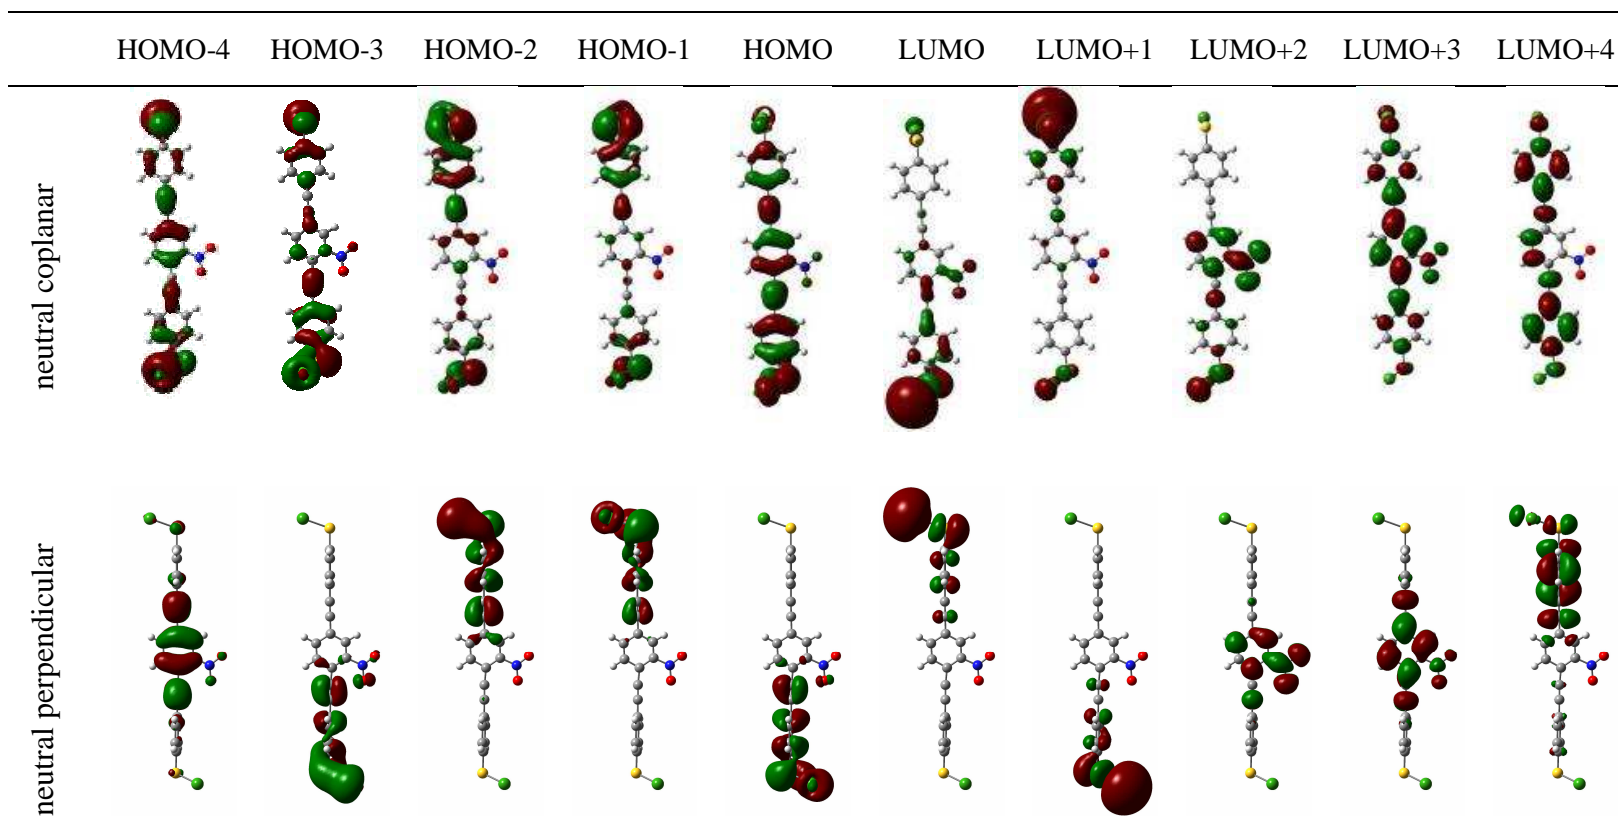 HOMO-4 HOMO-3 HOMO-2 HOMO-1 HOMO LUMO LUMO+1 LUMO+2 LUMO+3 LUMO+4
neutral coplanar
neutral perpendicular